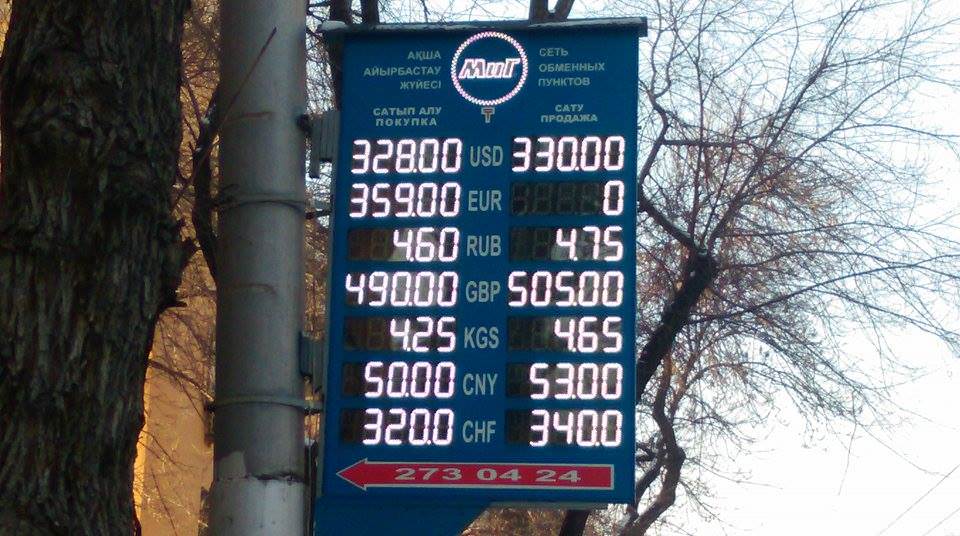 АҚША
АЙЫРБАСТАУ
ЖҮЙЕСІ
МиГ
СЕТЬ
ОБМЕННЫХ
ПУНКТОВ
₸
САТЫП АЛУ
ПОКУПКА
САТУ
ПРОДАЖА
328.00 USD 330.00
359.00 EUR 0
4.60 RUB 4.75
490.00 GBP 505.00
4.25 KGS 4.65
50.00 CNY 53.00
320.0 CHF 340.0
273 04 24